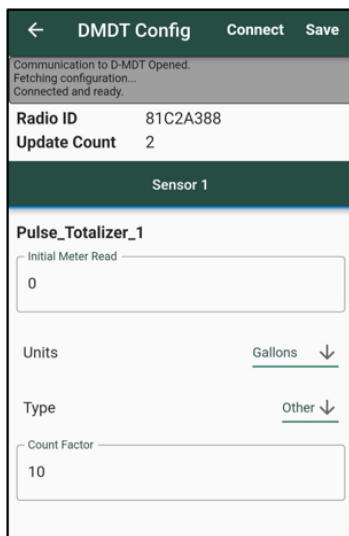 DMDT Config Connect Save
Communication to D-MDT Opened.
Fetching configuration...
Connected and ready.
Radio ID 81C2A388
Update Count 2
Sensor 1
Pulse_Totalizer_1
Initial Meter Read
0
Units Gallons
Type Other
Count Factor
10